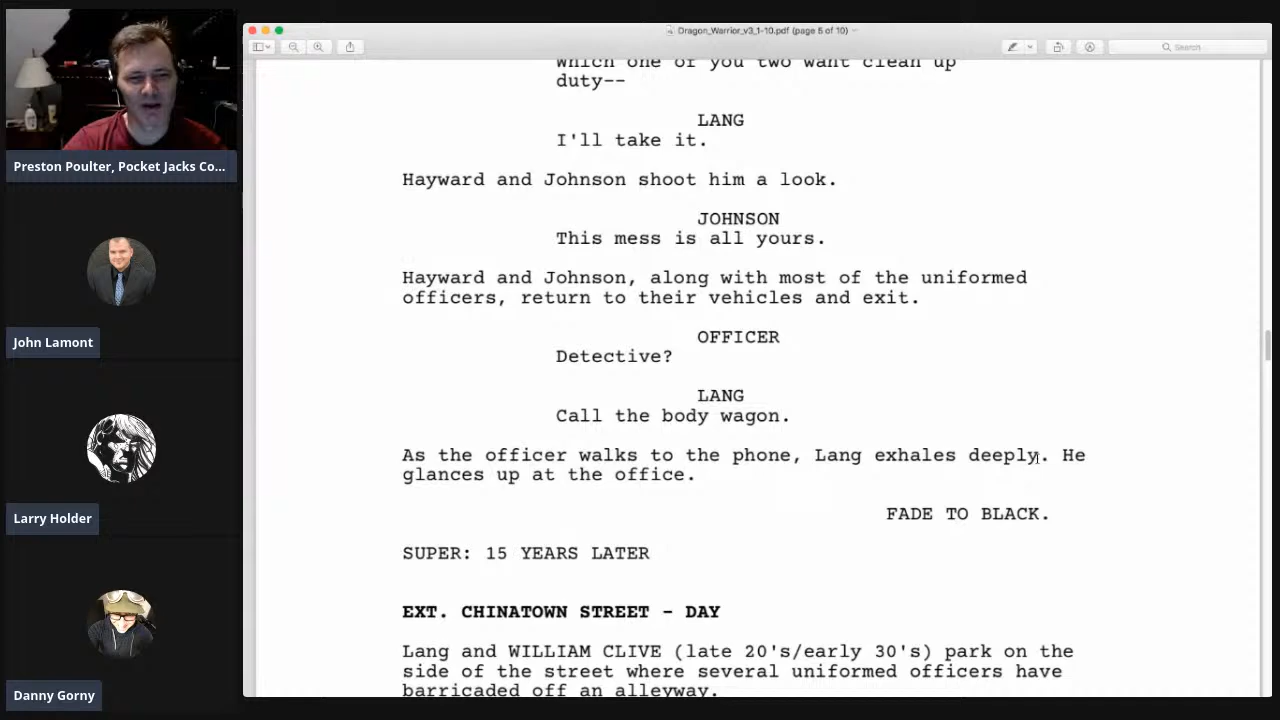 Dragon_Warrior_v3_1-10.pdf (page 5 of 10)
Search
Which one of you two want clean up
duty--
LANG
I'll take it.
Hayward and Johnson shoot him a look.
JOHNSON
This mess is all yours.
Hayward and Johnson, along with most of the uniformed
officers, return to their vehicles and exit.
OFFICER
Detective?
LANG
Call the body wagon.
As the officer walks to the phone, Lang exhales deeply. He
glances up at the office.
FADE TO BLACK.
SUPER: 15 YEARS LATER
EXT. CHINATOWN STREET - DAY
Lang and WILLIAM CLIVE (late 20's/early 30's) park on the
side of the street where several uniformed officers have
barricaded off an alleyway.
Preston Poulter, Pocket Jacks Co...
John Lamont
Larry Holder
Danny Gorny